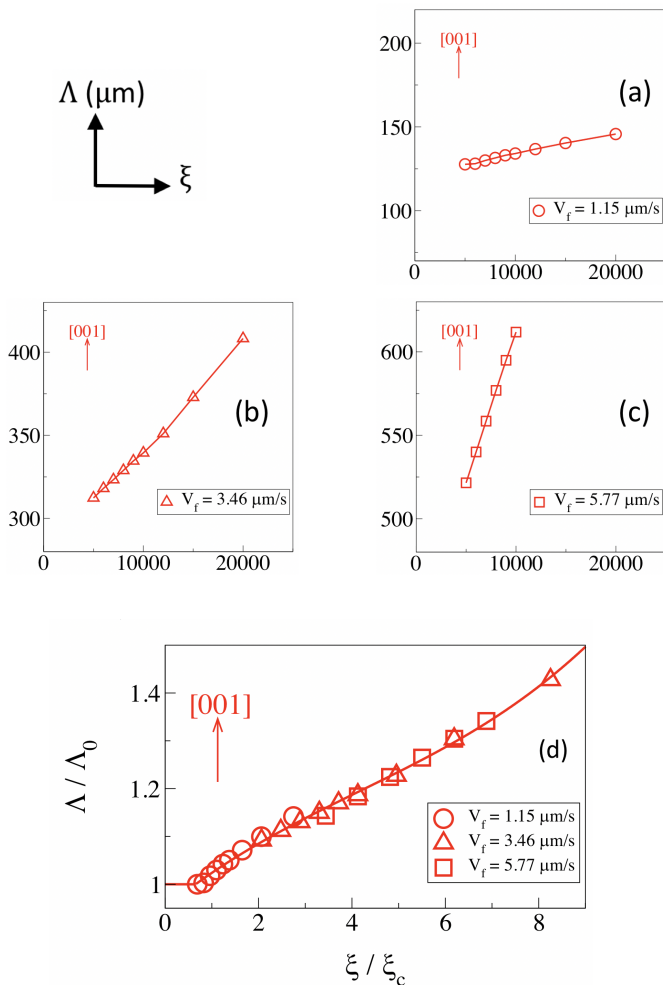 Λ (μm)
ξ
200
150
100
[001]
(a)
V_f = 1.15 μm/s
0
10000
20000
400
350
300
[001]
(b)
V_f = 3.46 μm/s
0
10000
20000
600
550
500
[001]
(c)
V_f = 5.77 μm/s
0
10000
20000
Λ / Λ_0
1.4
1.2
1
[001]
(d)
V_f = 1.15 μm/s
V_f = 3.46 μm/s
V_f = 5.77 μm/s
0
2
4
6
8
ξ / ξ_c